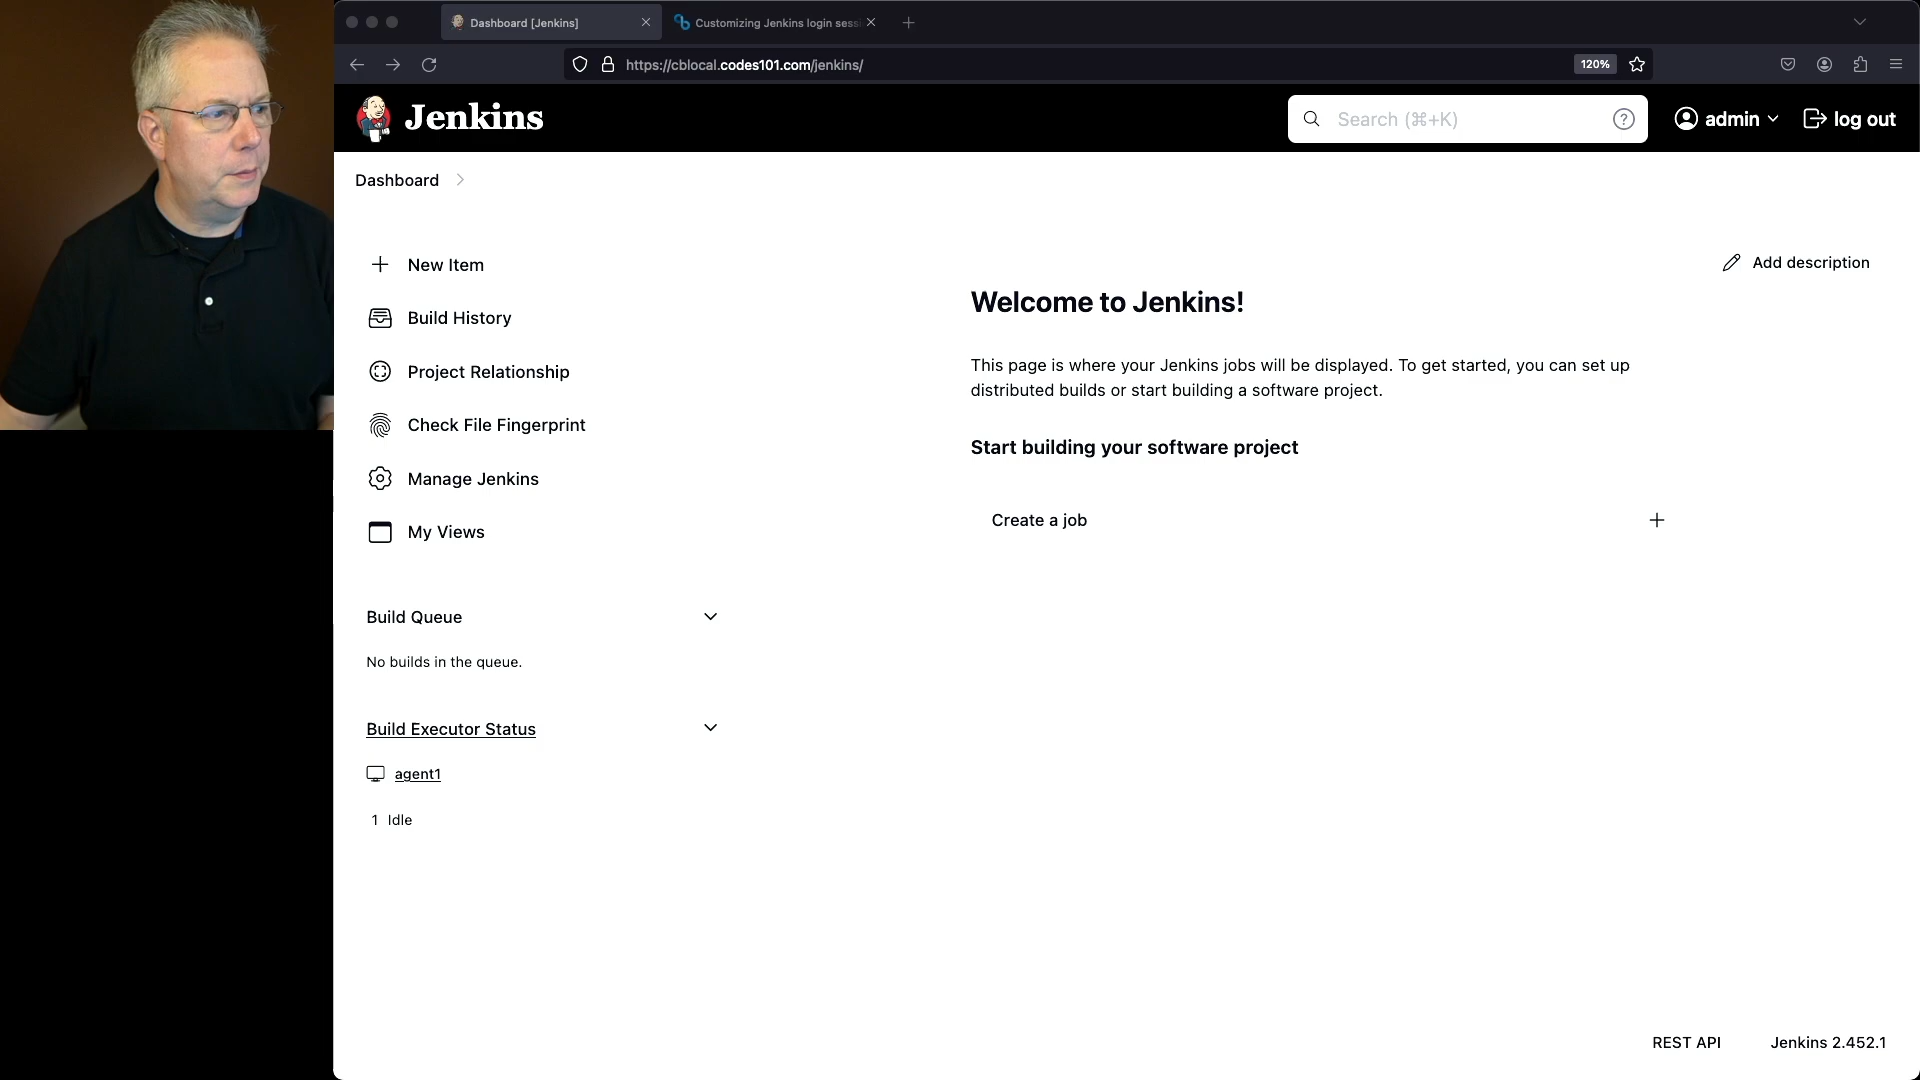 Dashboard [Jenkins]
Customizing Jenkins login sess
https://cblocal.codes101.com/jenkins/
120%
Jenkins
Search (⌘+K)
admin
log out
Dashboard
New Item
Build History
Project Relationship
Check File Fingerprint
Manage Jenkins
My Views
Add description
Welcome to Jenkins!
This page is where your Jenkins jobs will be displayed. To get started, you can set up
distributed builds or start building a software project.
Start building your software project
Create a job
Build Queue
No builds in the queue.
Build Executor Status
agent1
1 Idle
REST API
Jenkins 2.452.1